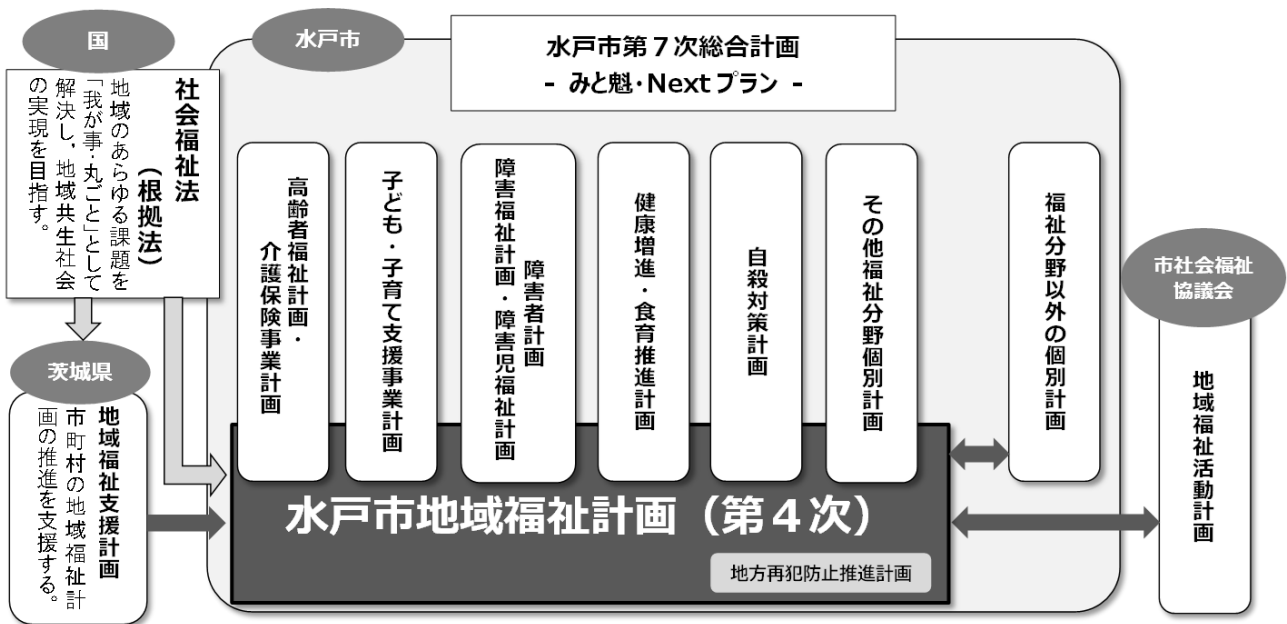 国
社会福祉法
（根拠法）
地域のあらゆる課題を
「我が事・丸ごと」として
解決し，地域共生社会
の実現を目指す。
茨城県
地域福祉支援計画
市町村の地域福祉計
画の推進を支援する。
水戸市
水戸市第７次総合計画
- みと魁・Nextプラン -
高齢者福祉計画・
介護保険事業計画
子ども・子育て支援事業計画
障害者計画
障害福祉計画・障害児福祉計画
健康増進・食育推進計画
自殺対策計画
その他福祉分野個別計画
福祉分野以外の個別計画
水戸市地域福祉計画（第４次）
地方再犯防止推進計画
市社会福祉
協議会
地域福祉活動計画